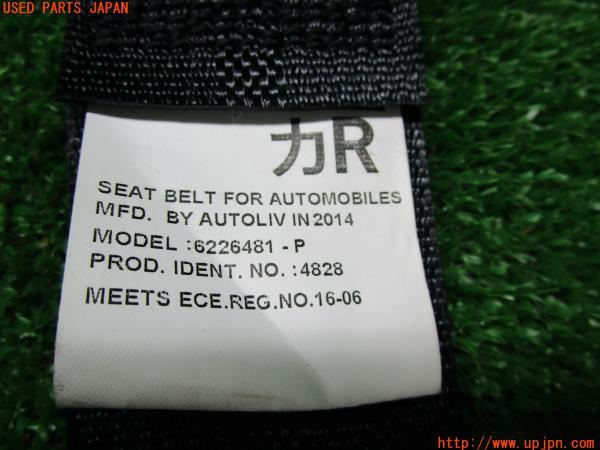 USED PARTS JAPAN
力R
SEAT BELT FOR AUTOMOBILES
MFD. BY AUTOLIV IN 2014
MODEL :6226481 - P
PROD. IDENT. NO. :4828
MEETS ECE.REG.NO.16-06
http://www.upjpn.com/